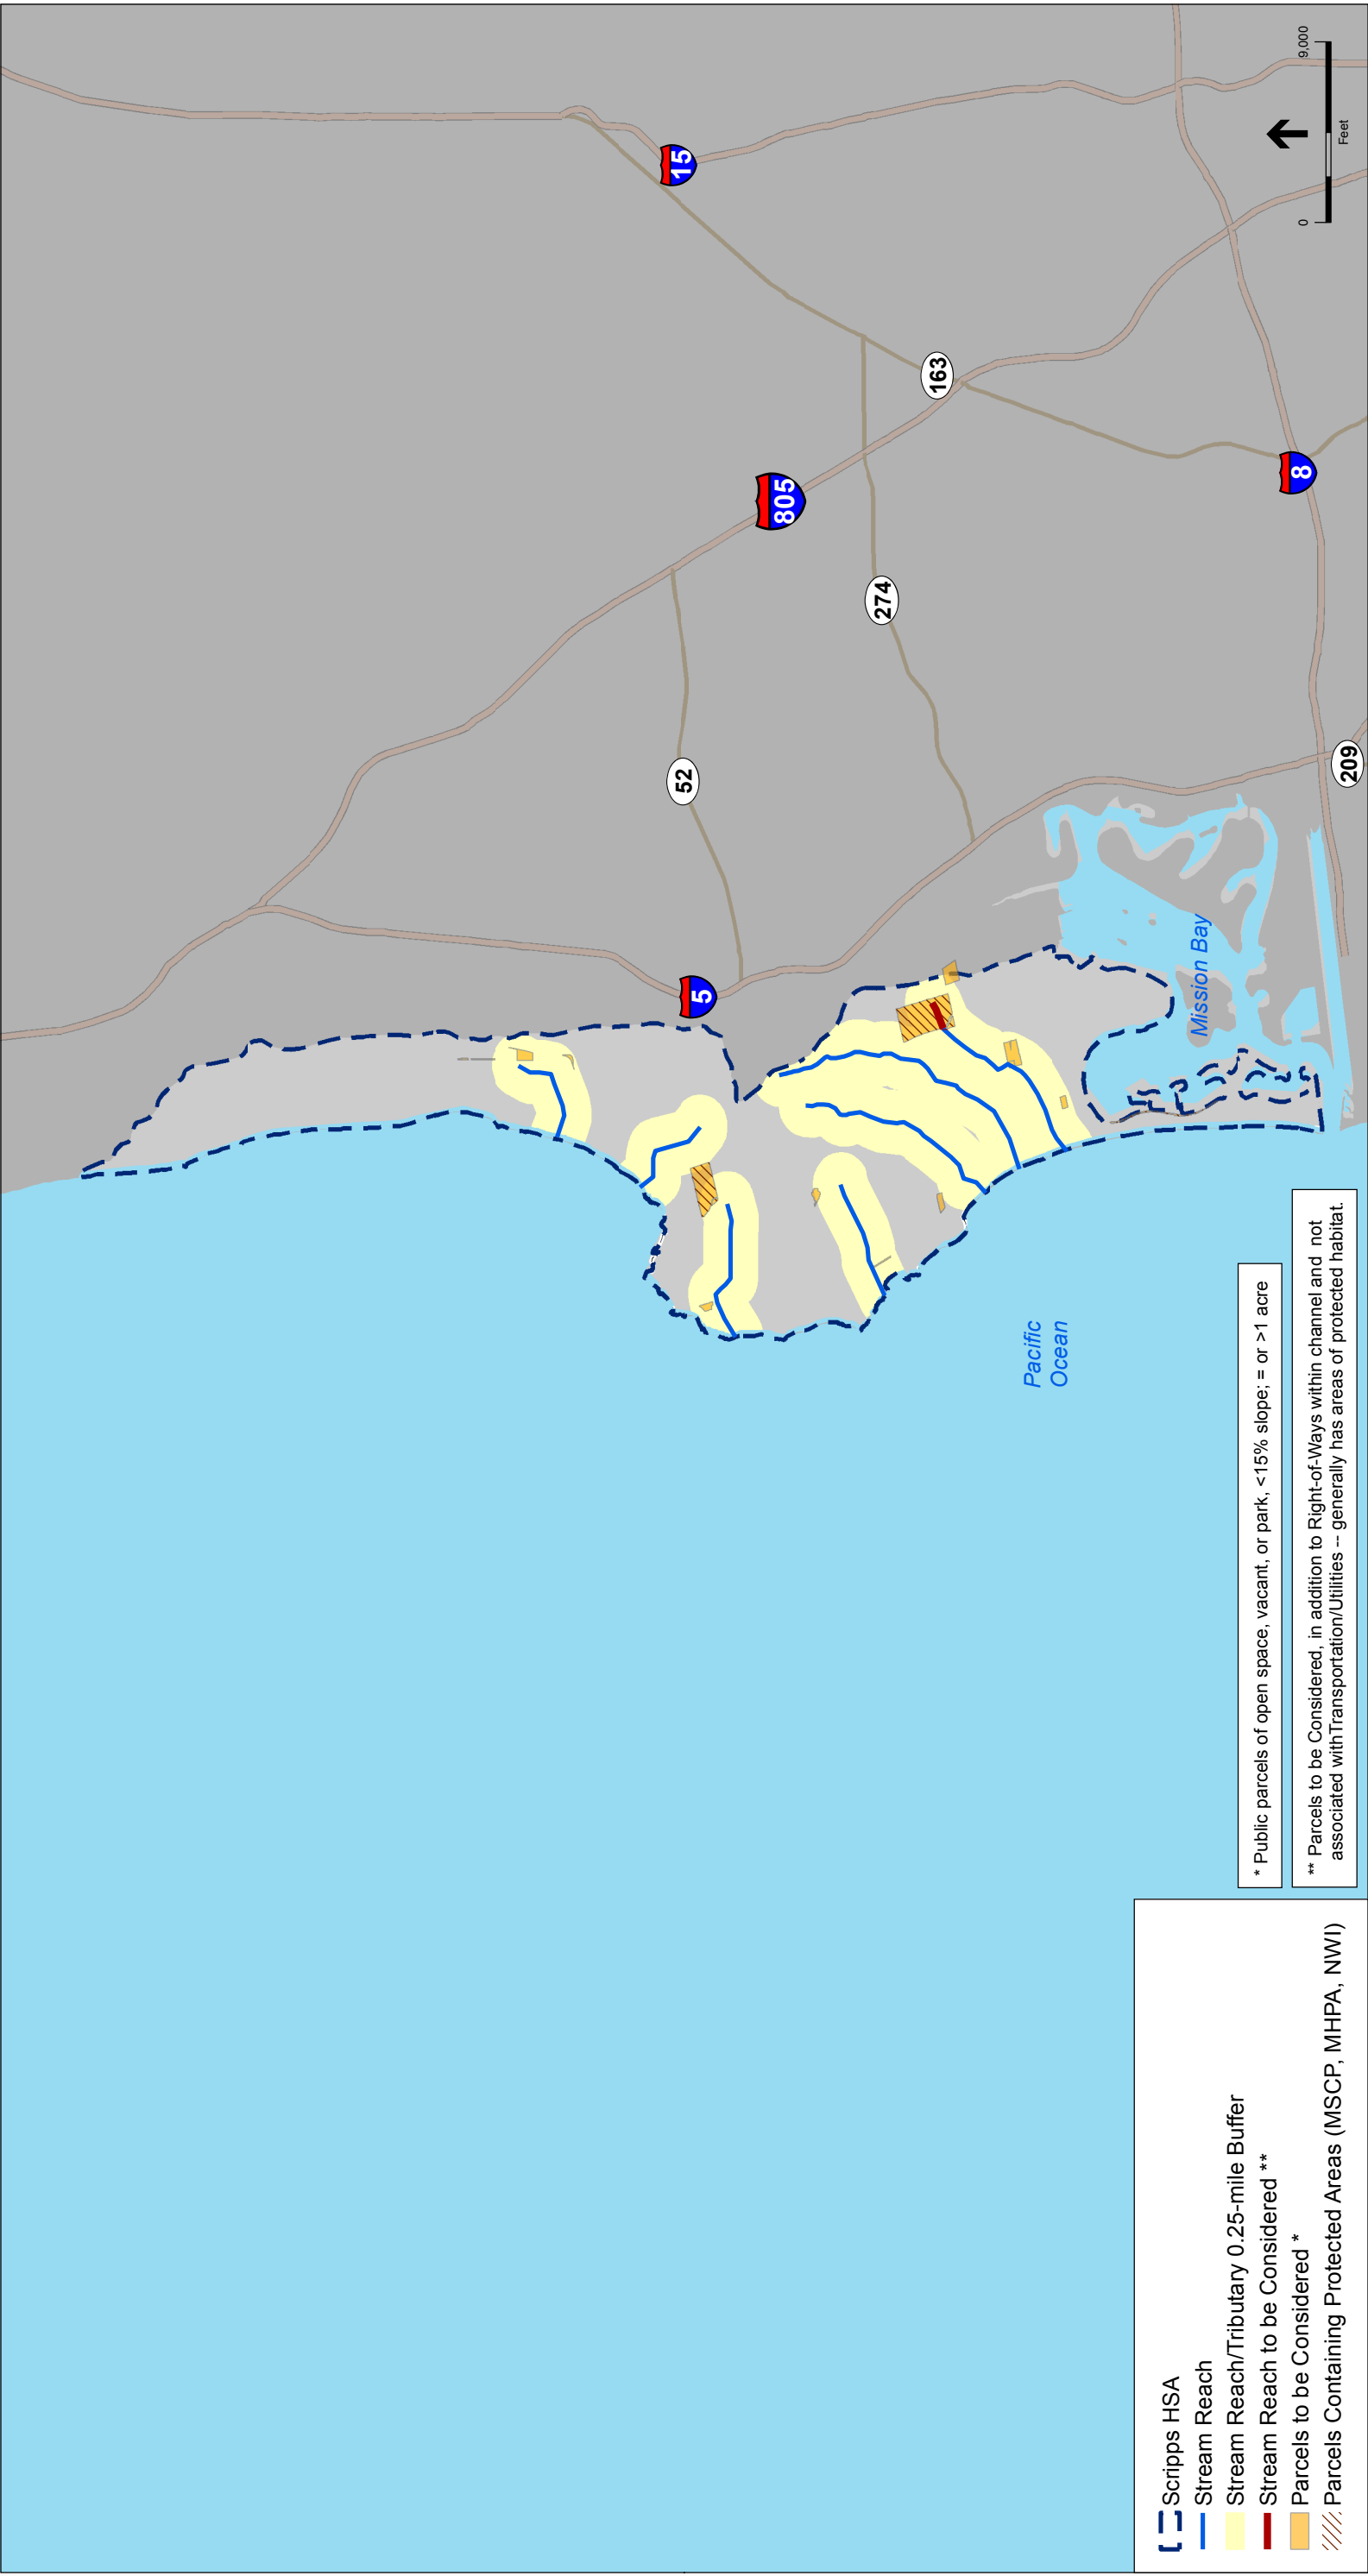 15
805
163
274
52
5
8
209
Mission Bay
Pacific
Ocean
0
9,000
Feet
* Public parcels of open space, vacant, or park, <15% slope; = or >1 acre
** Parcels to be Considered, in addition to Right-of-Ways within channel and not
associated withTransportation/Utilities -- generally has areas of protected habitat.
Scripps HSA
Stream Reach
Stream Reach/Tributary 0.25-mile Buffer
Stream Reach to be Considered **
Parcels to be Considered *
Parcels Containing Protected Areas (MSCP, MHPA, NWI)